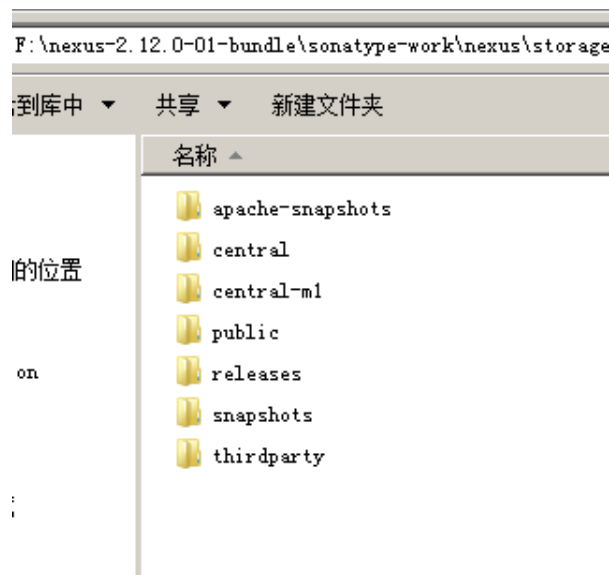 F:\nexus-2.12.0-01-bundle\sonatype-work\nexus\storage
到库中 共享 新建文件夹
名称
apache-snapshots
central
的位置
central-m1
public
on
releases
snapshots
thirdparty